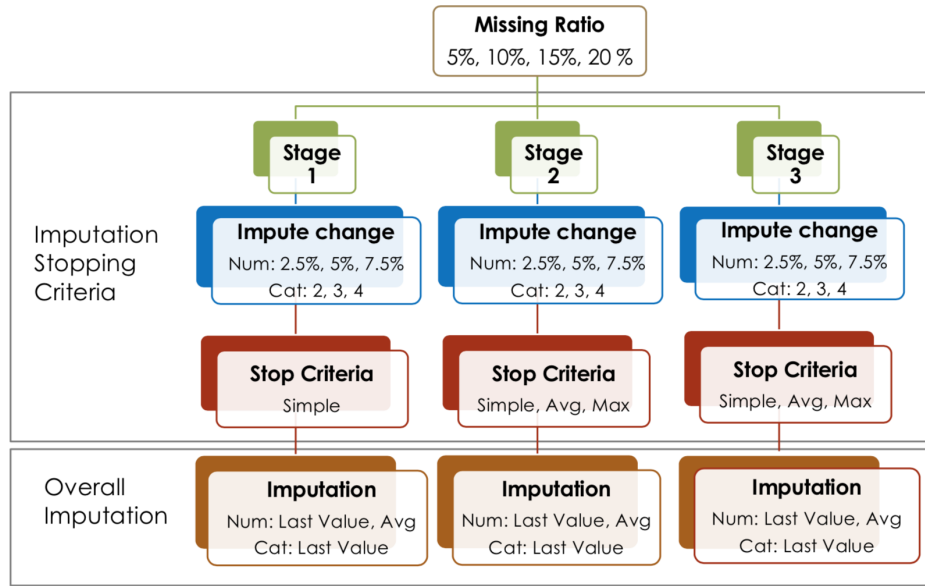 Missing Ratio
5%, 10%, 15%, 20 %
Imputation
Stopping
Criteria
Stage
1
Impute change
Num: 2.5%, 5%, 7.5%
Cat: 2, 3, 4
Stop Criteria
Simple
Stage
2
Impute change
Num: 2.5%, 5%, 7.5%
Cat: 2, 3, 4
Stop Criteria
Simple, Avg, Max
Stage
3
Impute change
Num: 2.5%, 5%, 7.5%
Cat: 2, 3, 4
Stop Criteria
Simple, Avg, Max
Overall
Imputation
Imputation
Num: Last Value, Avg
Cat: Last Value
Imputation
Num: Last Value, Avg
Cat: Last Value
Imputation
Num: Last Value, Avg
Cat: Last Value